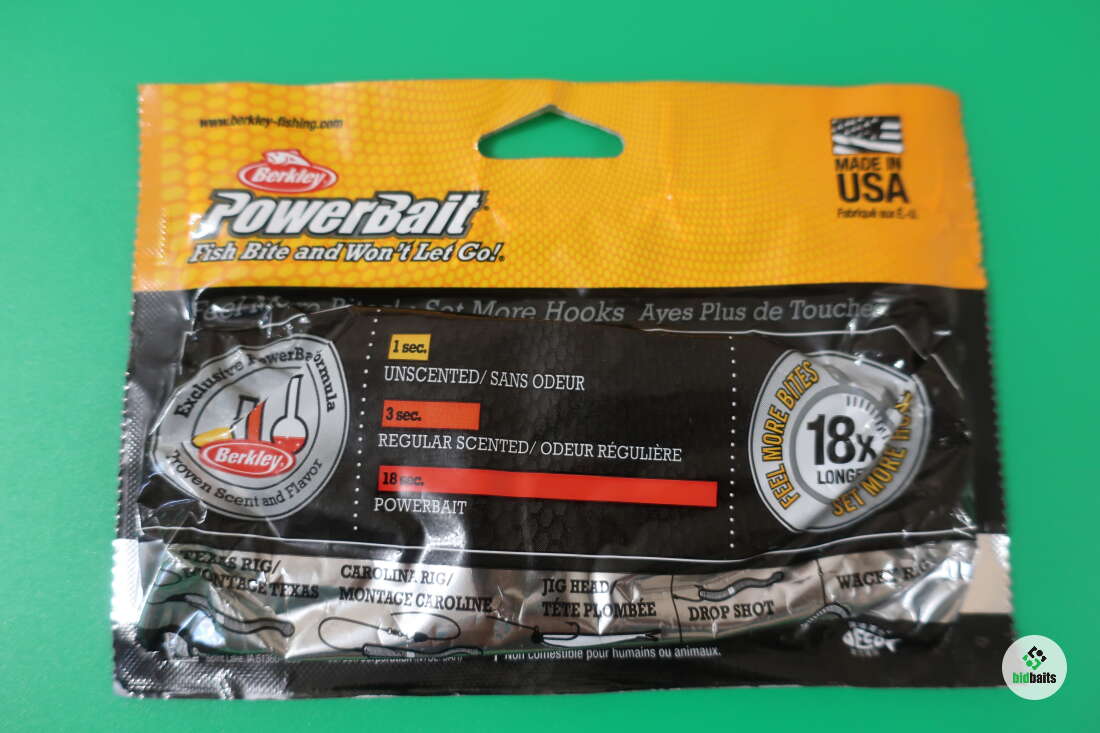 www.berkley-fishing.com
Berkley
PowerBait
Fish Bite and Won't Let Go!
MADE IN
USA
Fabriqué aux É.-U.
Set More Hooks Ayes Plus de Touches
Exclusive PowerBait Formula
Berkley
Proven Scent and Flavor
1 sec.
UNSCENTED/ SANS ODEUR
3 sec.
REGULAR SCENTED/ ODEUR RÉGULIÈRE
18 sec.
POWERBAIT
FEEL MORE BITES
18x
LONGER
SET MORE HOOKS
TEXAS RIG/
MONTAGE TEXAS
CAROLINA RIG/
MONTAGE CAROLINE
JIG HEAD/
TÉTE PLOMBÉE
DROP SHOT
WACKY RIG
Non comestible pour humains ou animaux.
bidbaits